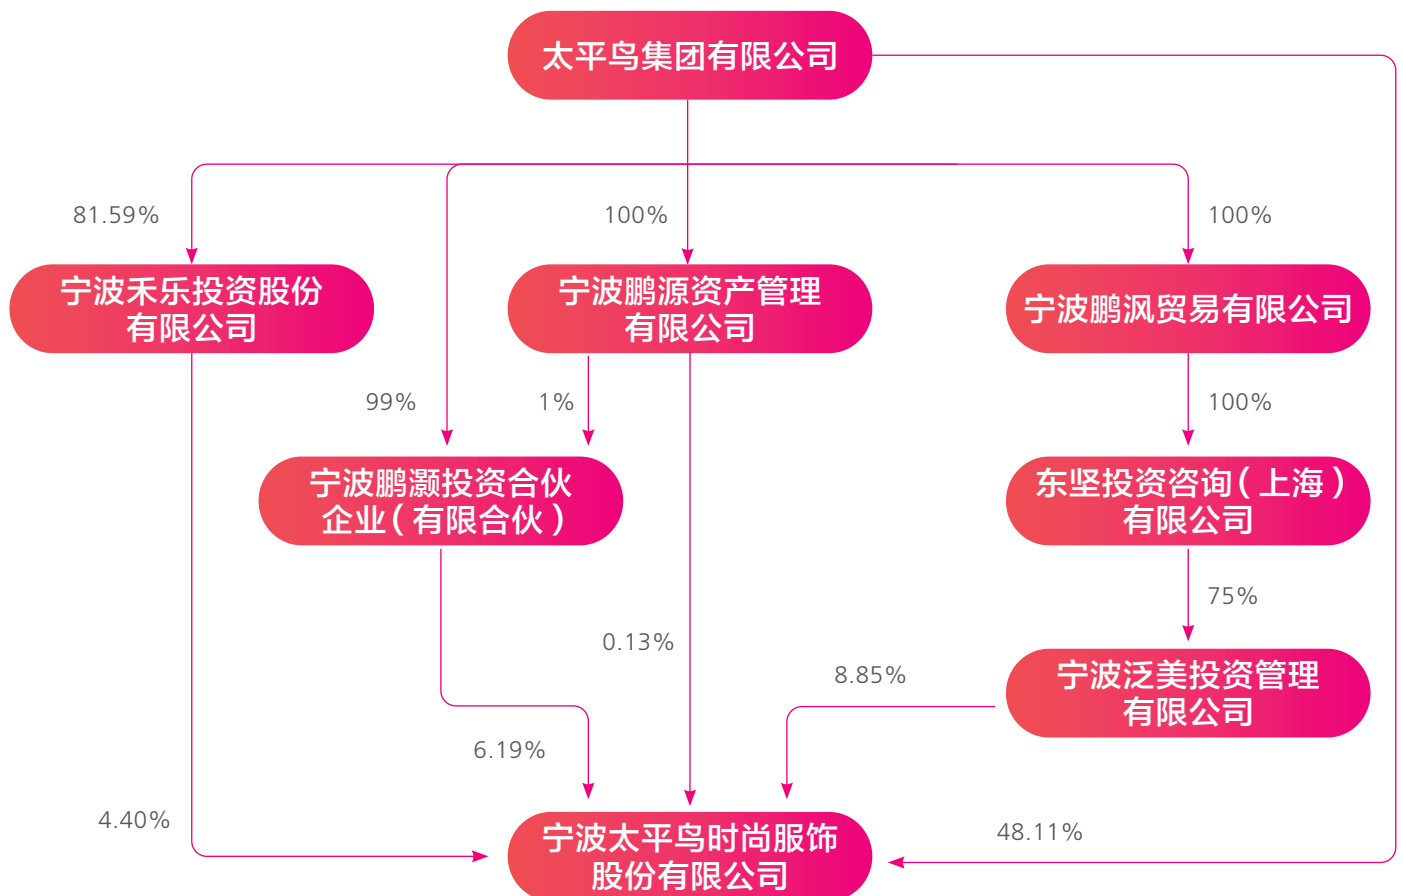 太平鸟集团有限公司
81.59%
100%
100%
宁波禾乐投资股份
有限公司
宁波鹏源资产管理
有限公司
宁波鹏沨贸易有限公司
99%
1%
100%
宁波鹏灏投资合伙
企业(有限合伙)
东坚投资咨询(上海)
有限公司
75%
0.13%
8.85%
宁波泛美投资管理
有限公司
6.19%
4.40%
48.11%
宁波太平鸟时尚服饰
股份有限公司